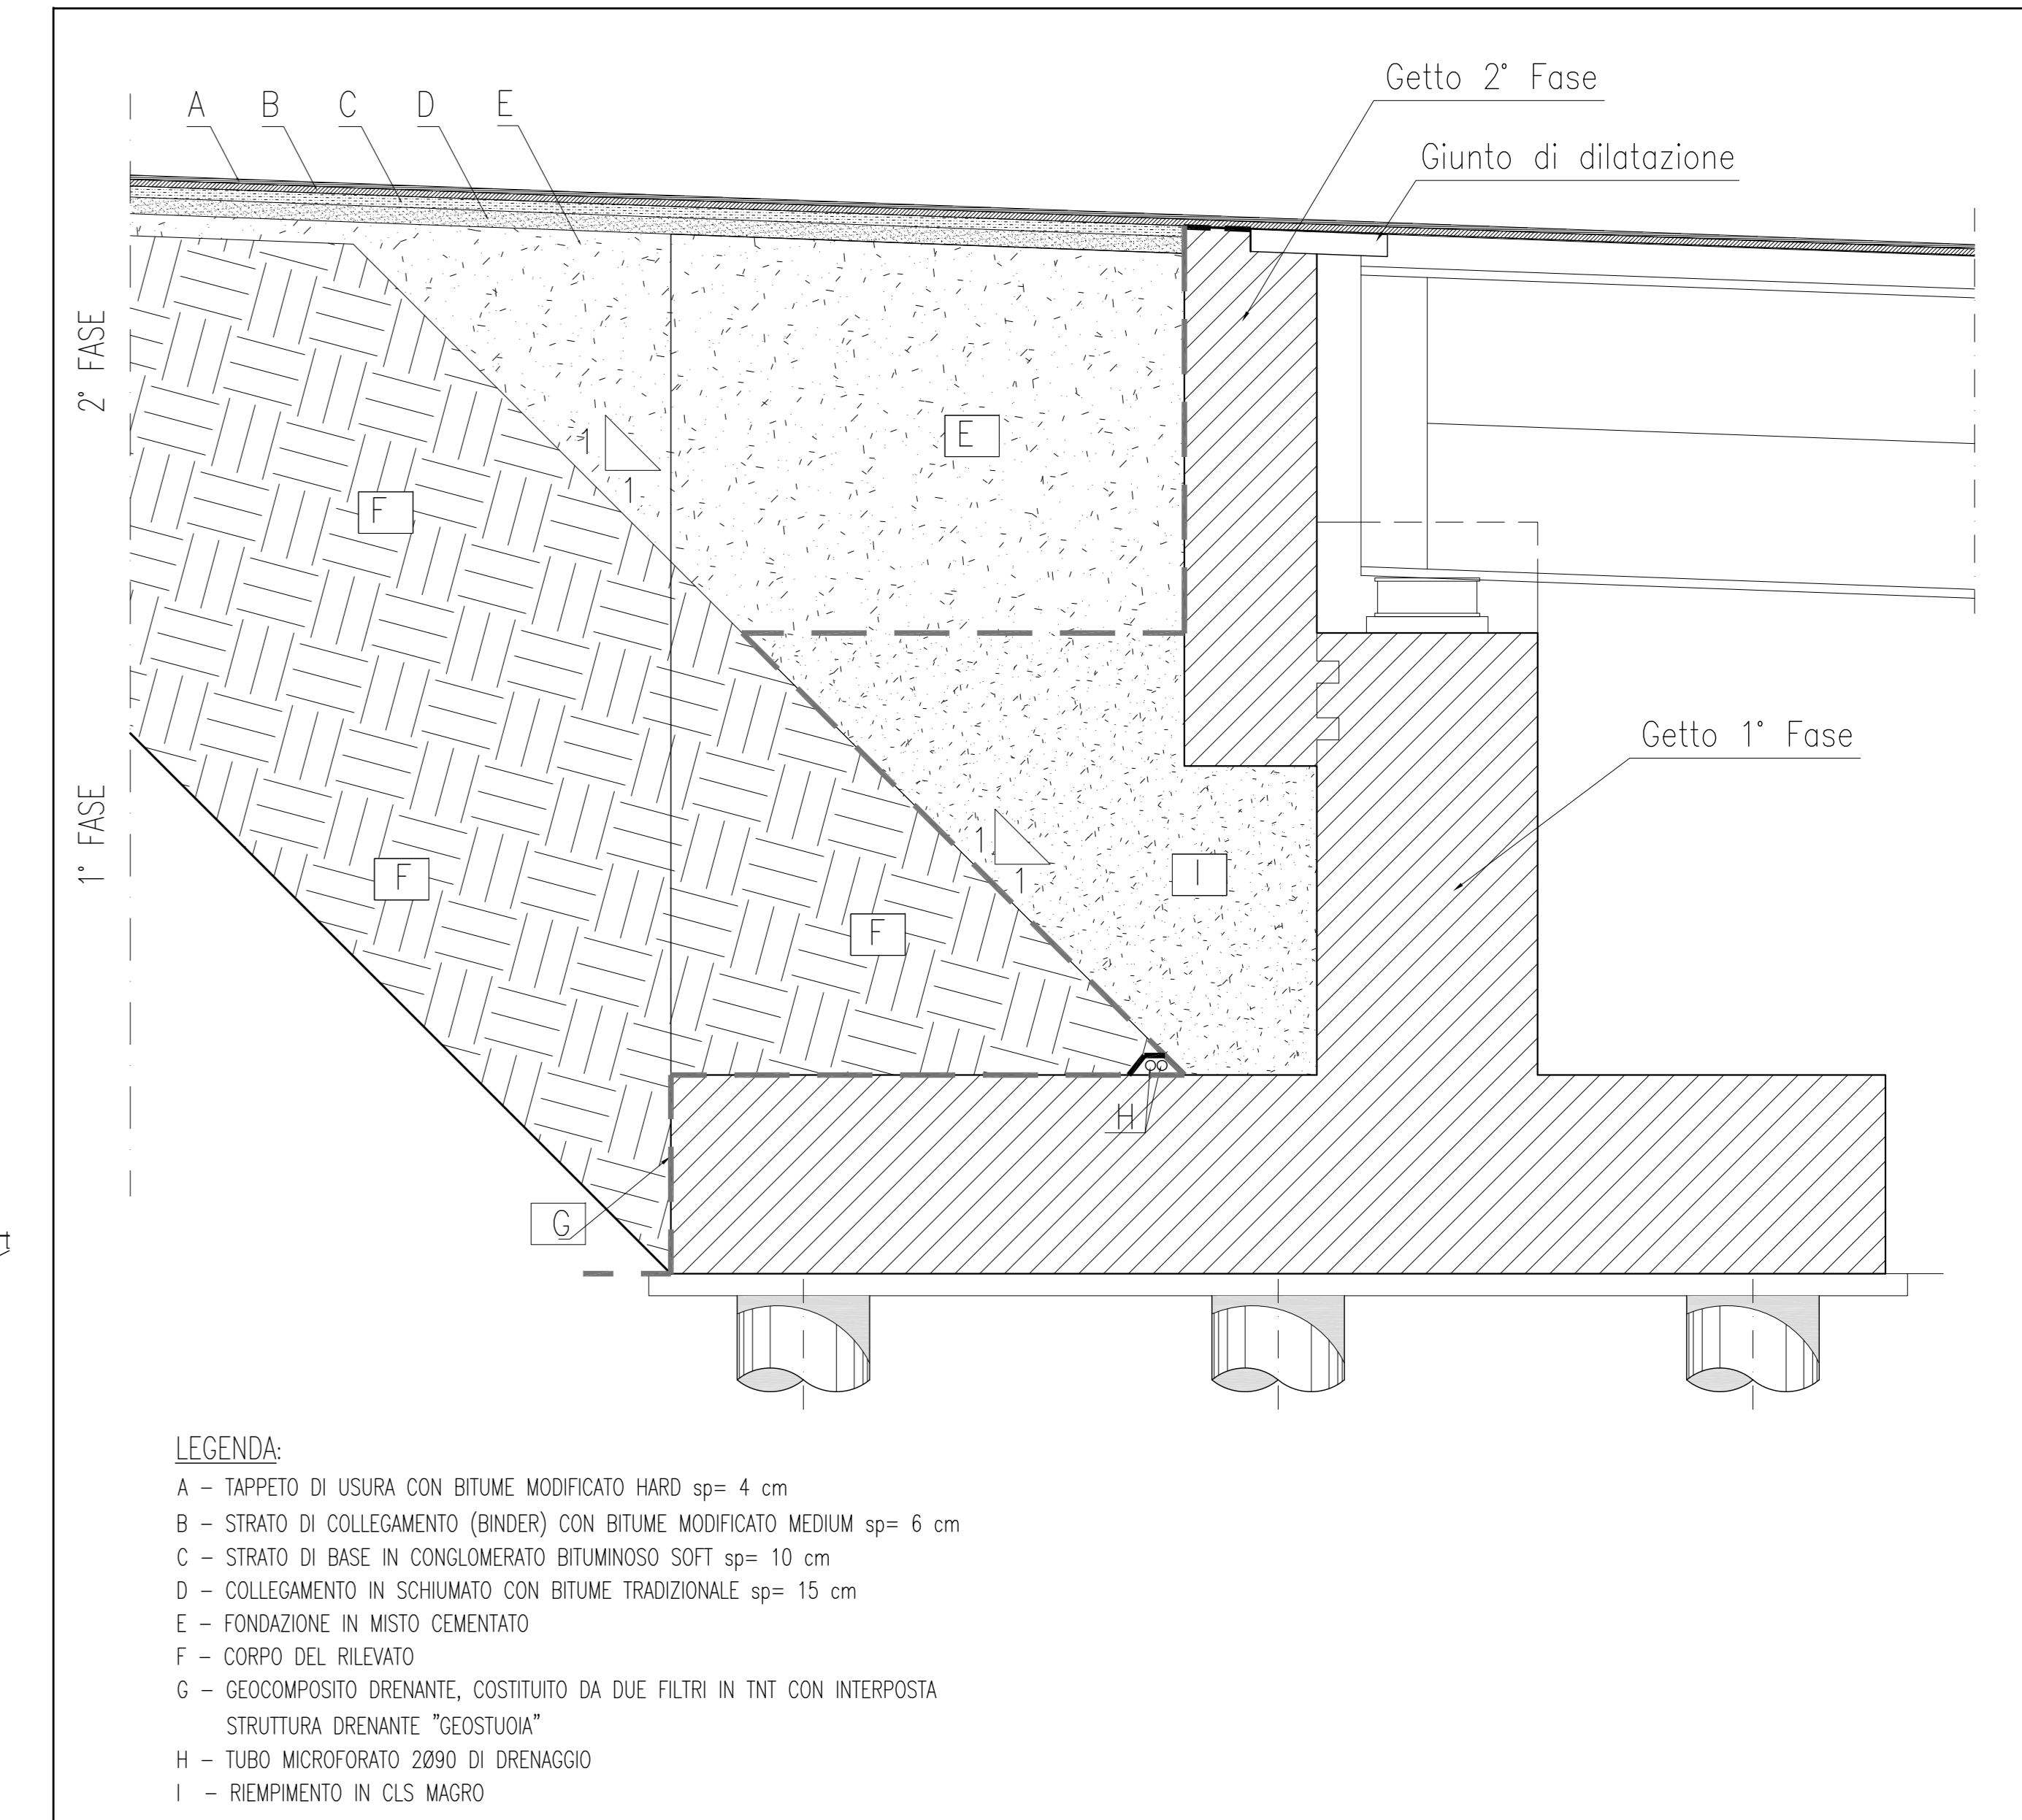 Getto 2° Fase
A B C D E
Giunto di dilatazione
2° FASE
1
E
1
F
Getto 1° Fase
1° FASE
1
I
F
1
F
H
G
LEGENDA:
A – TAPPETO DI USURA CON BITUME MODIFICATO HARD sp= 4 cm
B – STRATO DI COLLEGAMENTO (BINDER) CON BITUME MODIFICATO MEDIUM sp= 6 cm
C – STRATO DI BASE IN CONGLOMERATO BITUMINOSO SOFT sp= 10 cm
D – COLLEGAMENTO IN SCHIUMATO CON BITUME TRADIZIONALE sp= 15 cm
E – FONDAZIONE IN MISTO CEMENTATO
F – CORPO DEL RILEVATO
G – GEOCOMPOSITO DRENANTE, COSTITUITO DA DUE FILTRI IN TNT CON INTERPOSTA
STRUTTURA DRENANTE "GEOSTUOIA"
H – TUBO MICROFORATO 2Ø90 DI DRENAGGIO
I – RIEMPIMENTO IN CLS MAGRO